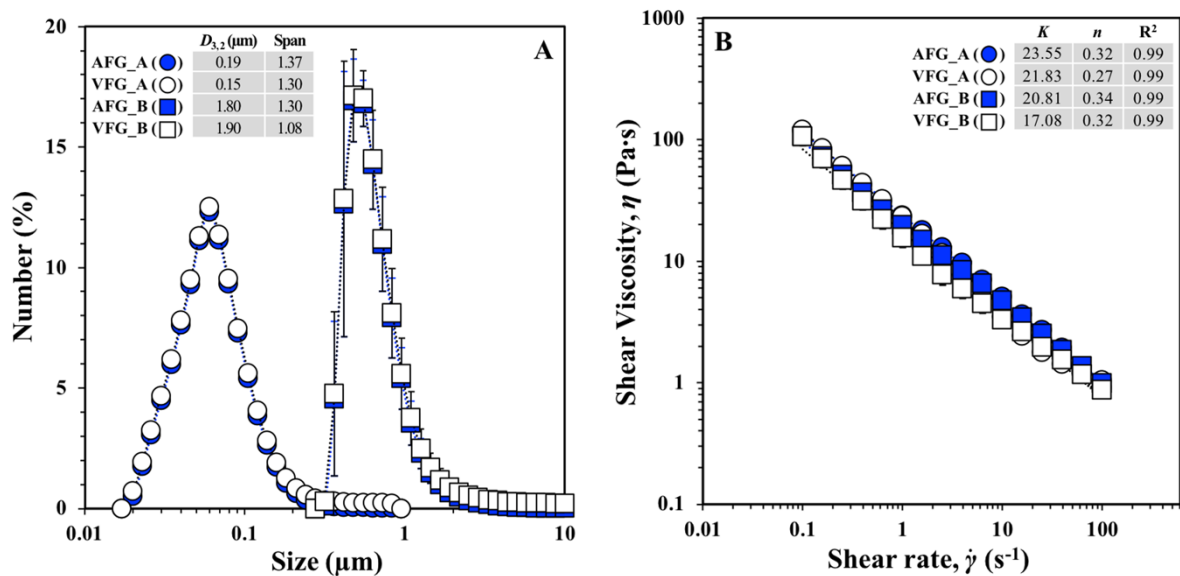 A
D3,2 (µm) Span
AFG_A ( ) 0.19 1.37
VFG_A ( ) 0.15 1.30
AFG_B ( ) 1.80 1.30
VFG_B ( ) 1.90 1.08
20
15
10
5
0
0.01 0.1 1 10
Number (%)
Size (µm)
B
K n R²
AFG_A ( ) 23.55 0.32 0.99
VFG_A ( ) 21.83 0.27 0.99
AFG_B ( ) 20.81 0.34 0.99
VFG_B ( ) 17.08 0.32 0.99
1000
100
10
1
0.1
0.01 0.1 1 10 100
Shear Viscosity, η (Pa·s)
Shear rate, γ̇ (s⁻¹)